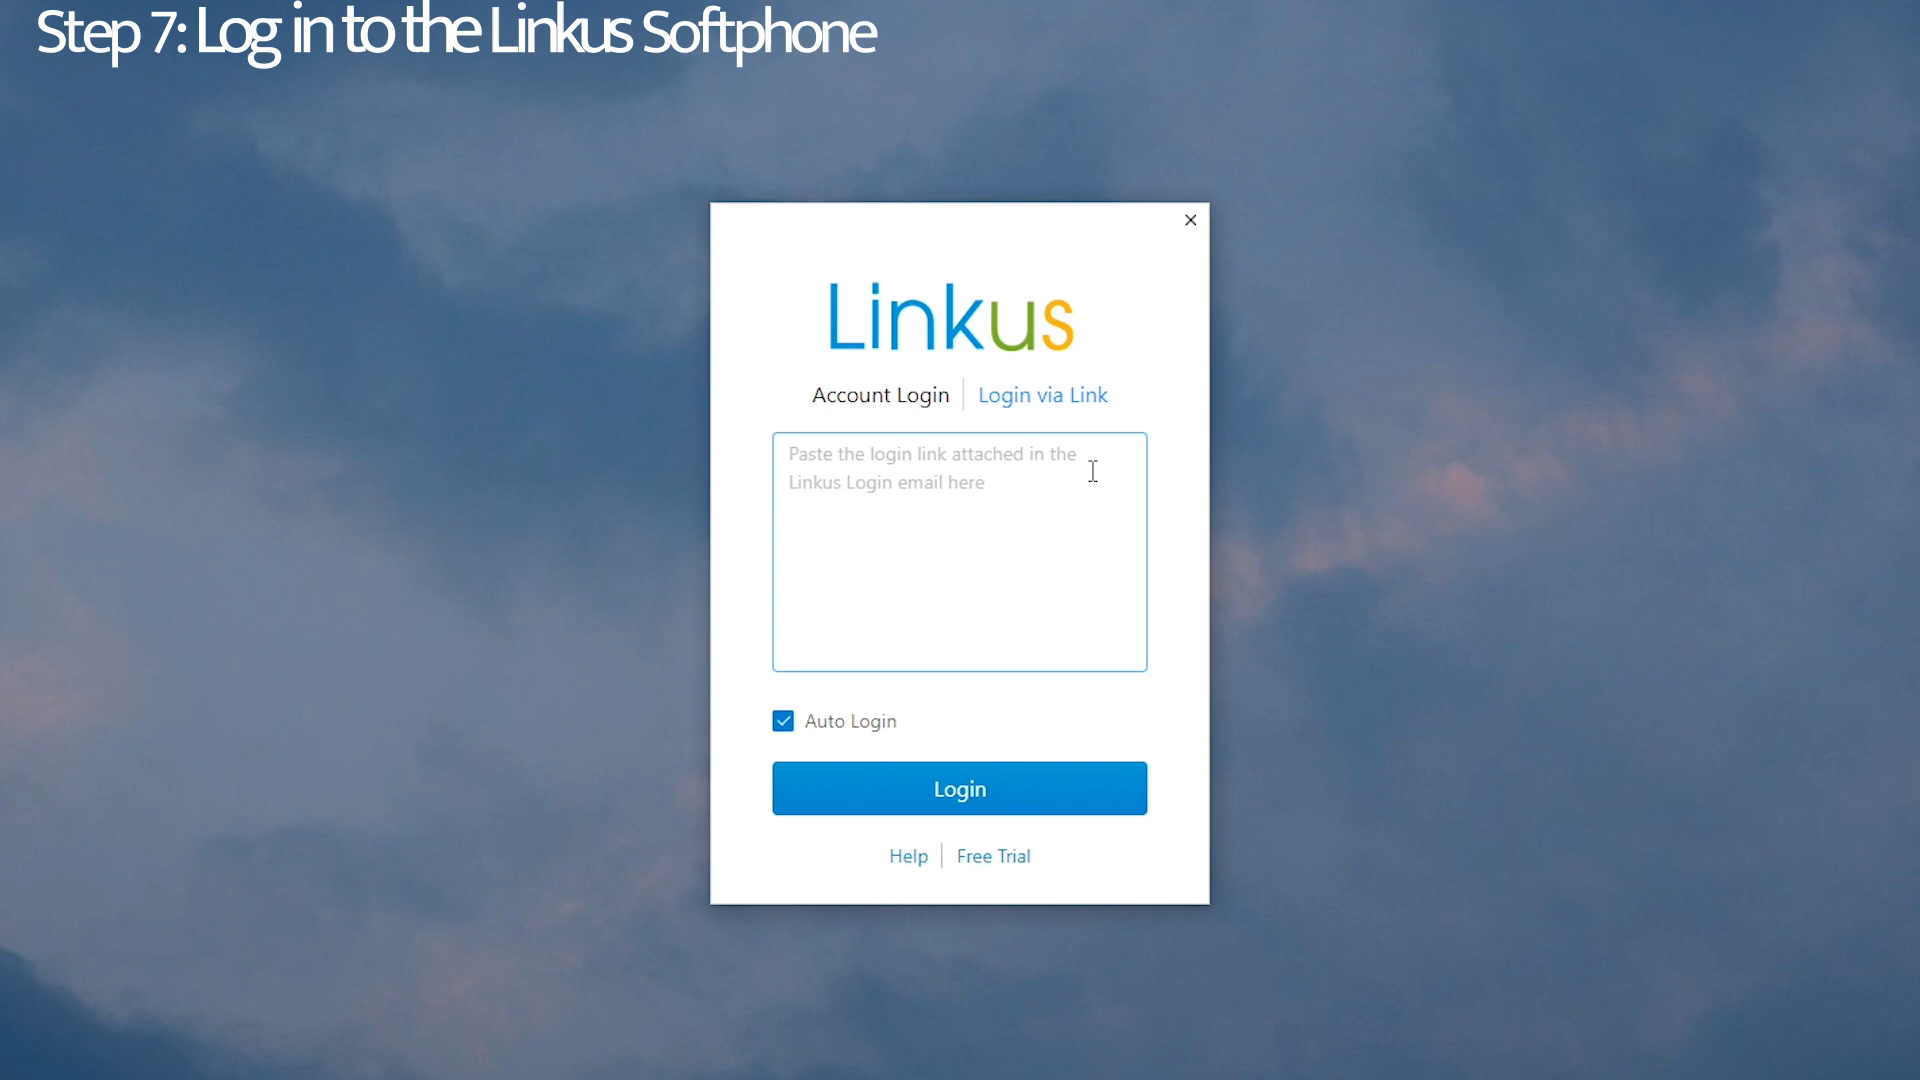 Step 7: Log in to the Linkus Softphone
Linkus
Account Login
Login via Link
Paste the login link attached in the
Linkus Login email here
Auto Login
Login
Help
Free Trial